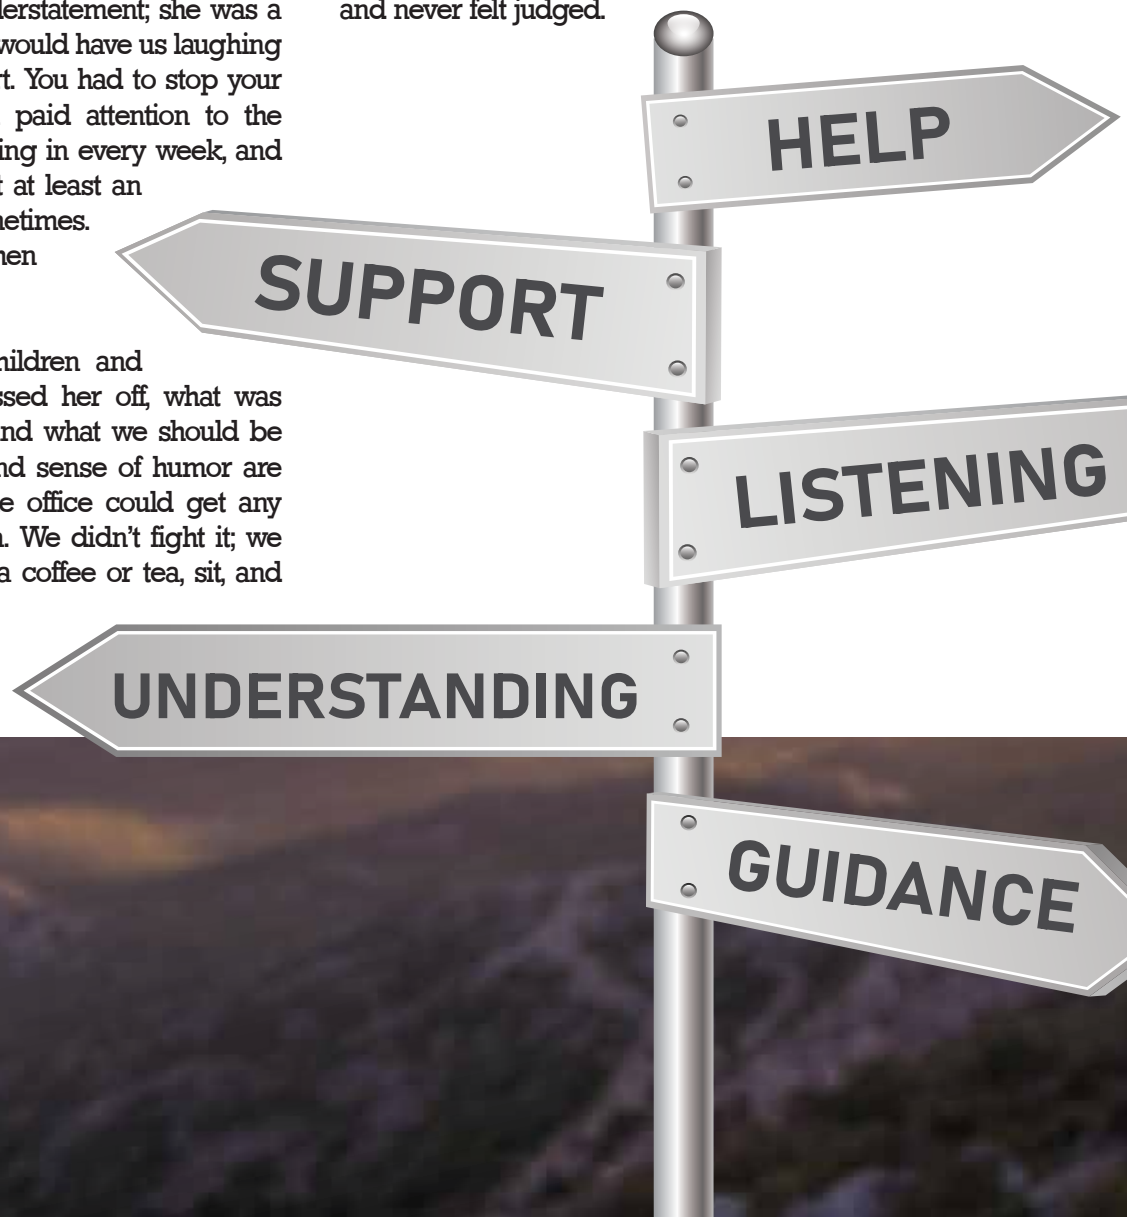 derstatement; she was a
would have us laughing
rt. You had to stop your
paid attention to the
ing in every week, and
t at least an
netimes.
hen
hildren and
ssed her off, what was
nd what we should be
nd sense of humor are
e office could get any
. We didn't fight it; we
a coffee or tea, sit, and
and never felt judged.
HELP
SUPPORT
LISTENING
UNDERSTANDING
GUIDANCE